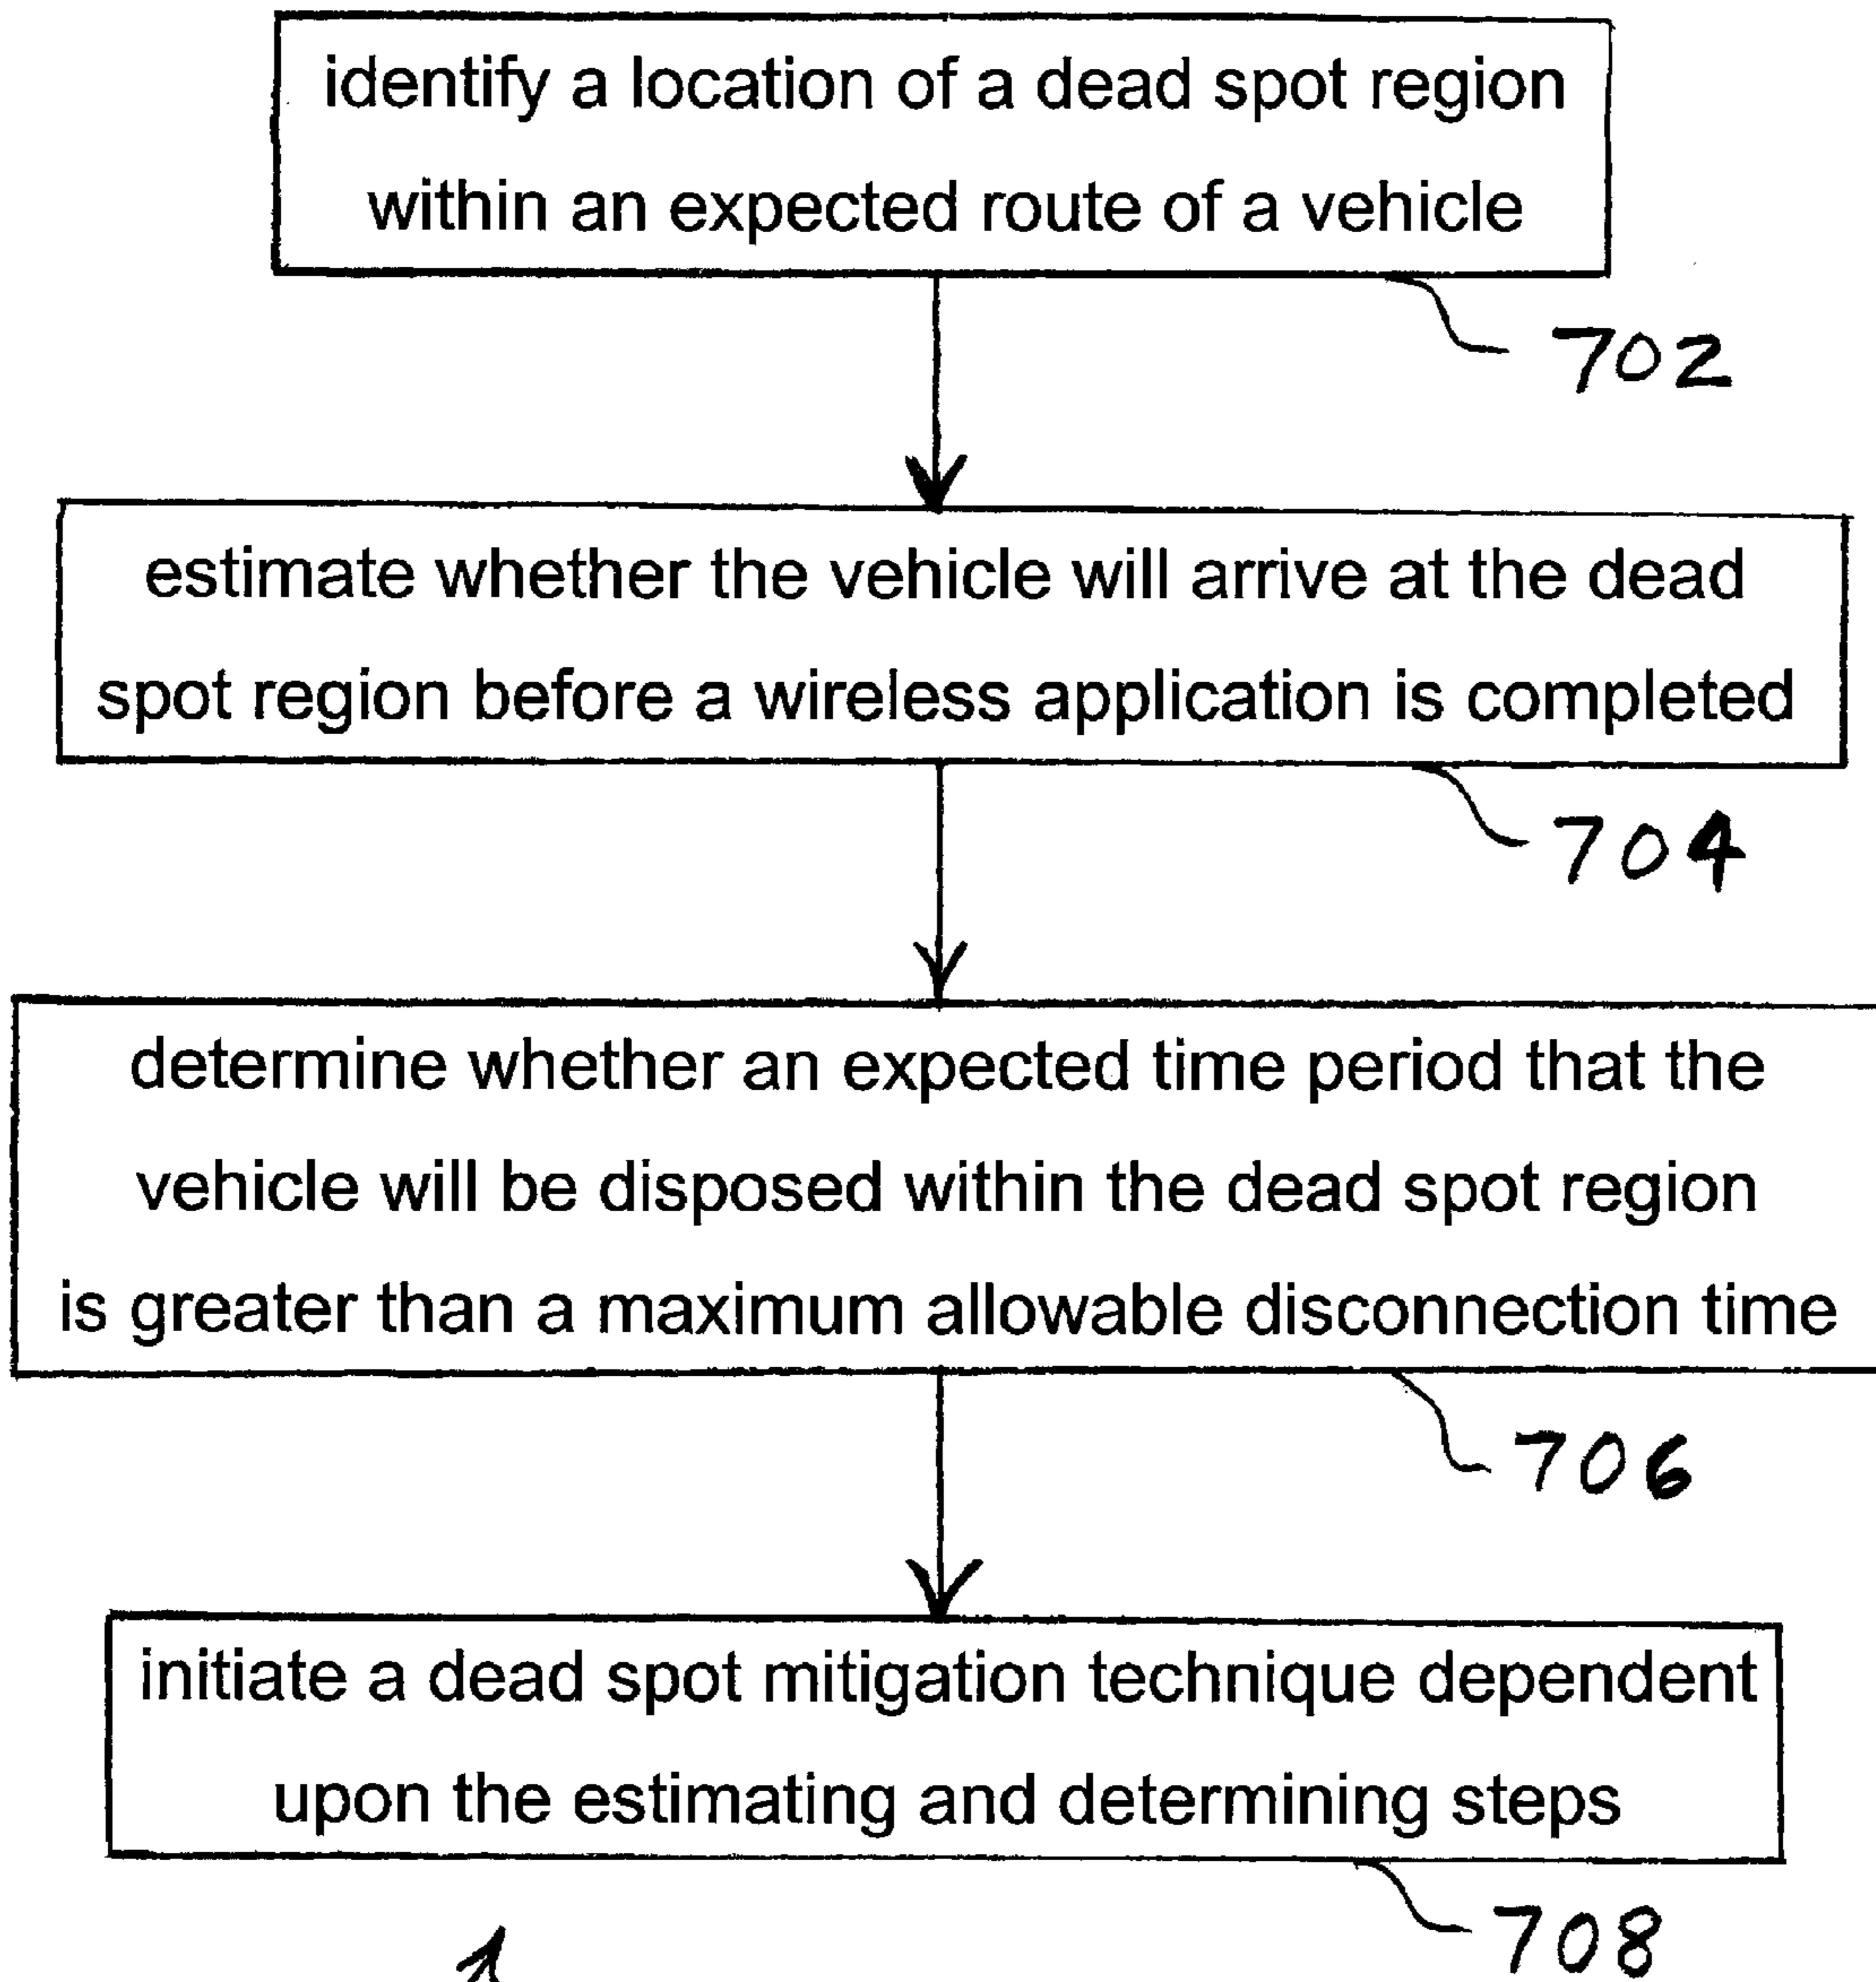 identify a location of a dead spot region
within an expected route of a vehicle
702
estimate whether the vehicle will arrive at the dead
spot region before a wireless application is completed
704
determine whether an expected time period that the
vehicle will be disposed within the dead spot region
is greater than a maximum allowable disconnection time
706
initiate a dead spot mitigation technique dependent
upon the estimating and determining steps
708